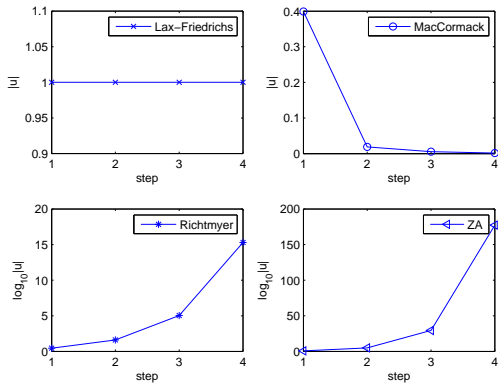 1.1
1.05
1
0.95
0.9
|u|
1 2 3 4
step
Lax−Friedrichs
0.4
0.3
0.2
0.1
0
|u|
1 2 3 4
step
MacCormack
20
15
10
5
0
log10|u|
1 2 3 4
step
Richtmyer
200
150
100
50
0
log10|u|
1 2 3 4
step
ZA